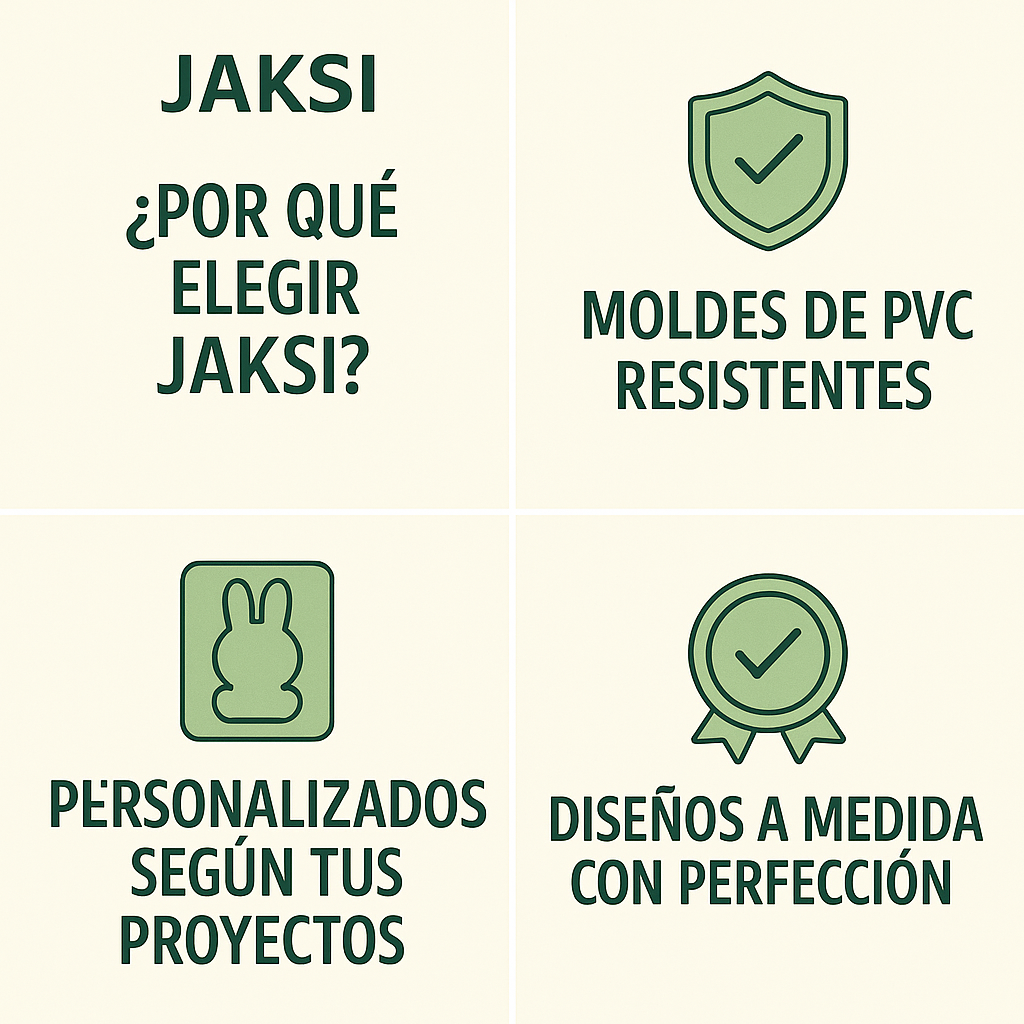 JAKSI
¿POR QUÉ
ELEGIR
JAKSI?
MOLDES DE PVC
RESISTENTES
PERSONALIZADOS
SEGÚN TUS
PROYECTOS
DISEÑOS A MEDIDA
CON PERFECCIÓN